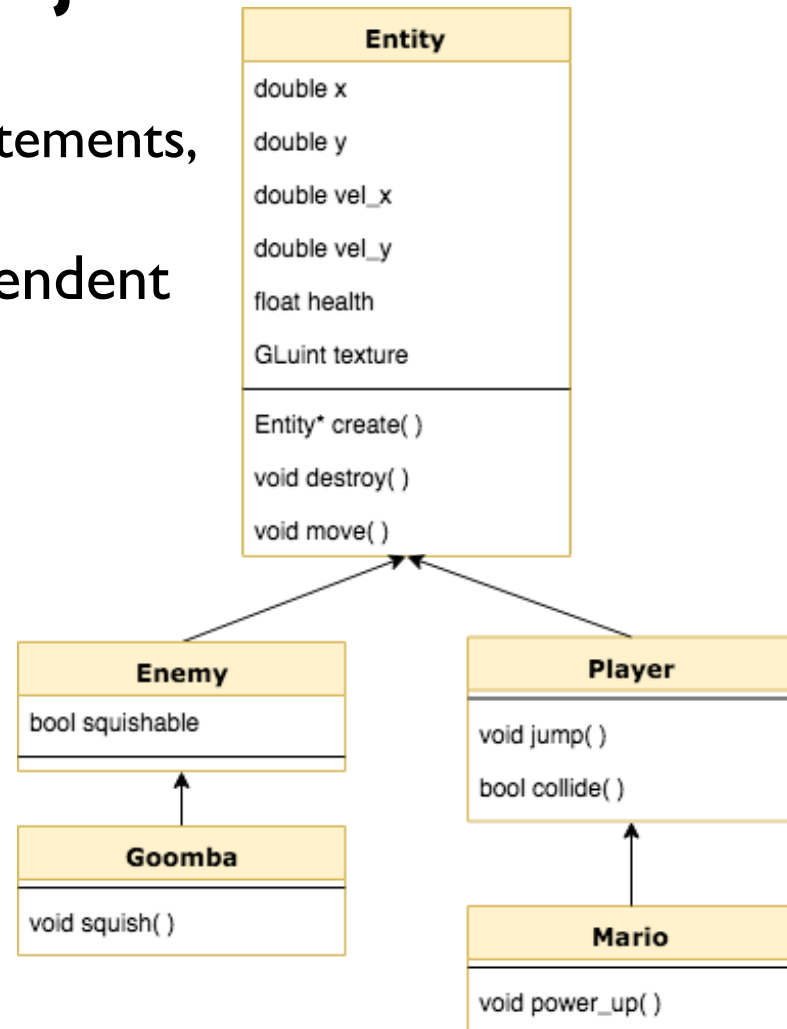 Entity
double x
tements,
double y
double vel_x
double vel_y
endent
float health
GLuint texture
Entity* create( )
void destroy( )
void move( )
Enemy
bool squishable
Player
void jump( )
bool collide( )
Goomba
void squish( )
Mario
void power_up( )